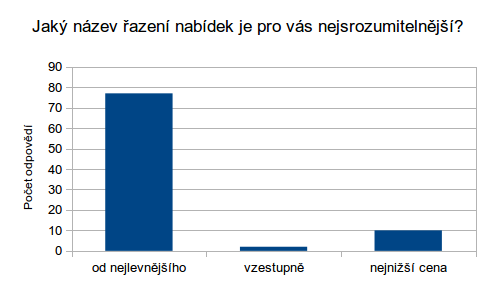 Jaký název řazení nabídek je pro vás nejsrozumitelnější?
Počet odpovědí
90
80
70
60
50
40
30
20
10
0
od nejlevnějšího
vzestupně
nejnižší cena